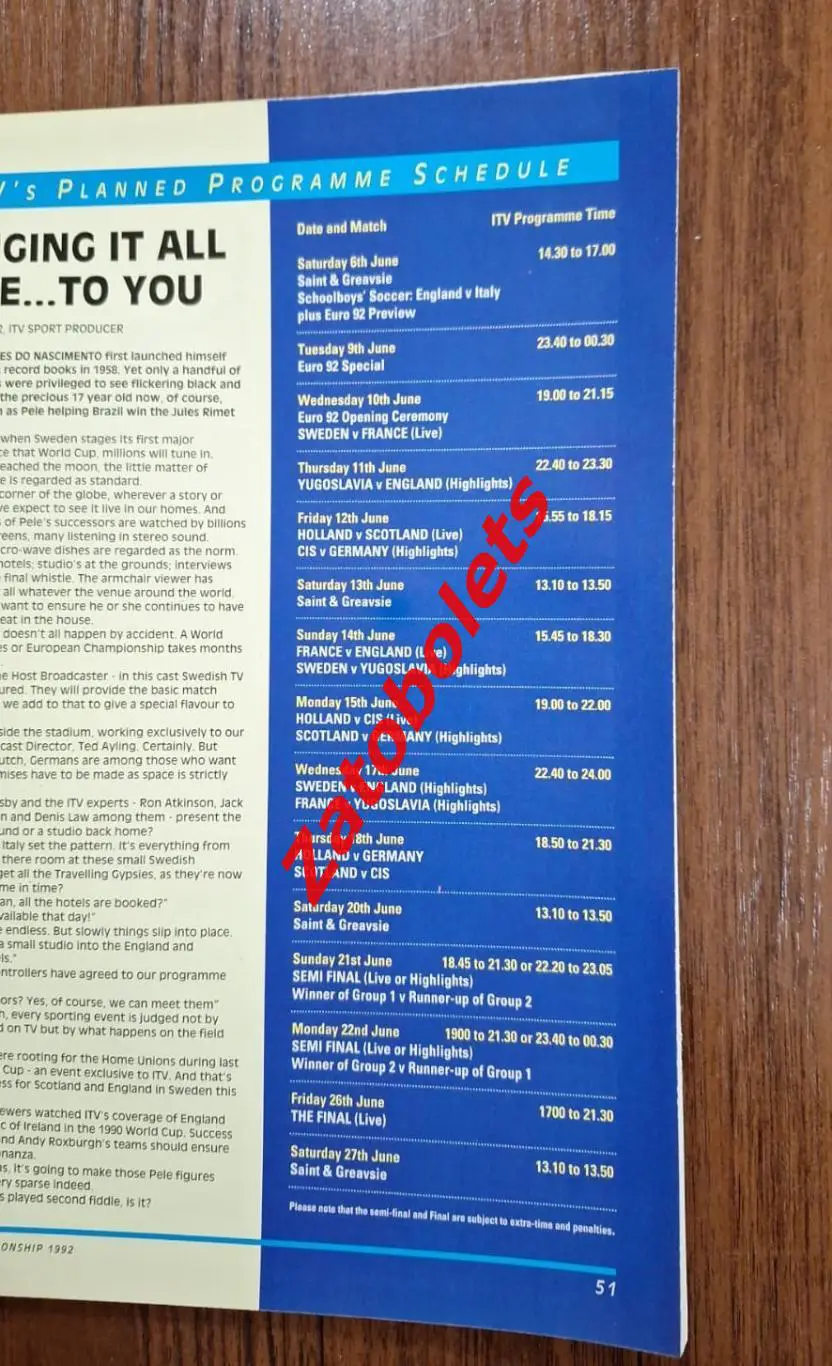 V's PLANNED PROGRAMME SCHEDULE
GING IT ALL
E...TO YOU
R, ITV SPORT PRODUCER
ES DO NASCIMENTO first launched himself
record books in 1958. Yet only a handful of
were privileged to see flickering black and
the precious 17 year old now, of course,
as Pele helping Brazil win the Jules Rimet
when Sweden stages its first major
ce that World Cup, millions will tune in.
eached the moon, the little matter of
e is regarded as standard.
corner of the globe, wherever a story or
ve expect to see it live in our homes. And
s of Pele's successors are watched by billions
reens, many listening in stereo sound.
cro-wave dishes are regarded as the norm.
hotels; studio's at the grounds; interviews
final whistle. The armchair viewer has
all whatever the venue around the world.
want to ensure he or she continues to have
eat in the house.
doesn't all happen by accident. A World
es or European Championship takes months
he Host Broadcaster - in this cast Swedish TV
ured. They will provide the basic match
we add to that to give a special flavour to
side the stadium, working exclusively to our
cast Director, Ted Ayling. Certainly. But
utch, Germans are among those who want
mises have to be made as space is strictly
sby and the ITV experts - Ron Atkinson, Jack
n and Denis Law among them - present the
und or a studio back home?
Italy set the pattern. It's everything from
there room at these small Swedish
get all the Travelling Gypsies, as they're now
me in time?
an, all the hotels are booked?"
vailable that day!"
e endless. But slowly things slip into place.
a small studio into the England and
els."
ntrollers have agreed to our programme
ors? Yes, of course, we can meet them"
h, every sporting event is judged not by
d on TV but by what happens on the field
ere rooting for the Home Unions during last
Cup - an event exclusive to ITV. And that's
ess for Scotland and England in Sweden this
ewers watched ITV's coverage of England
c of Ireland in the 1990 World Cup. Success
and Andy Roxburgh's teams should ensure
onanza.
as, it's going to make those Pele figures
ery sparse indeed.
s played second fiddle, is it?
ONSHIP 1992
Date and Match ITV Programme Time
Saturday 6th June 14.30 to 17.00
Saint & Greavsie
Schoolboys' Soccer: England v Italy
plus Euro 92 Preview
Tuesday 9th June 23.40 to 00.30
Euro 92 Special
Wednesday 10th June 19.00 to 21.15
Euro 92 Opening Ceremony
SWEDEN v FRANCE (Live)
Thursday 11th June 22.40 to 23.30
YUGOSLAVIA v ENGLAND (Highlights)
Friday 12th June 5.55 to 18.15
HOLLAND v SCOTLAND (Live)
CIS v GERMANY (Highlights)
Saturday 13th June 13.10 to 13.50
Saint & Greavsie
Sunday 14th June 15.45 to 18.30
FRANCE v ENGLAND (Live)
SWEDEN v YUGOSLAVIA (Highlights)
Monday 15th June 19.00 to 22.00
HOLLAND v CIS (Live)
SCOTLAND v GERMANY (Highlights)
Wednesday 17th June 22.40 to 24.00
SWEDEN v ENGLAND (Highlights)
FRANCE v YUGOSLAVIA (Highlights)
Thursday 18th June 18.50 to 21.30
HOLLAND v GERMANY
SCOTLAND v CIS
Saturday 20th June 13.10 to 13.50
Saint & Greavsie
Sunday 21st June 18.45 to 21.30 or 22.20 to 23.05
SEMI FINAL (Live or Highlights)
Winner of Group 1 v Runner-up of Group 2
Monday 22nd June 1900 to 21.30 or 23.40 to 00.30
SEMI FINAL (Live or Highlights)
Winner of Group 2 v Runner-up of Group 1
Friday 26th June 1700 to 21.30
THE FINAL (Live)
Saturday 27th June 13.10 to 13.50
Saint & Greavsie
Please note that the semi-final and Final are subject to extra-time and penalties.
51
Zatobolets